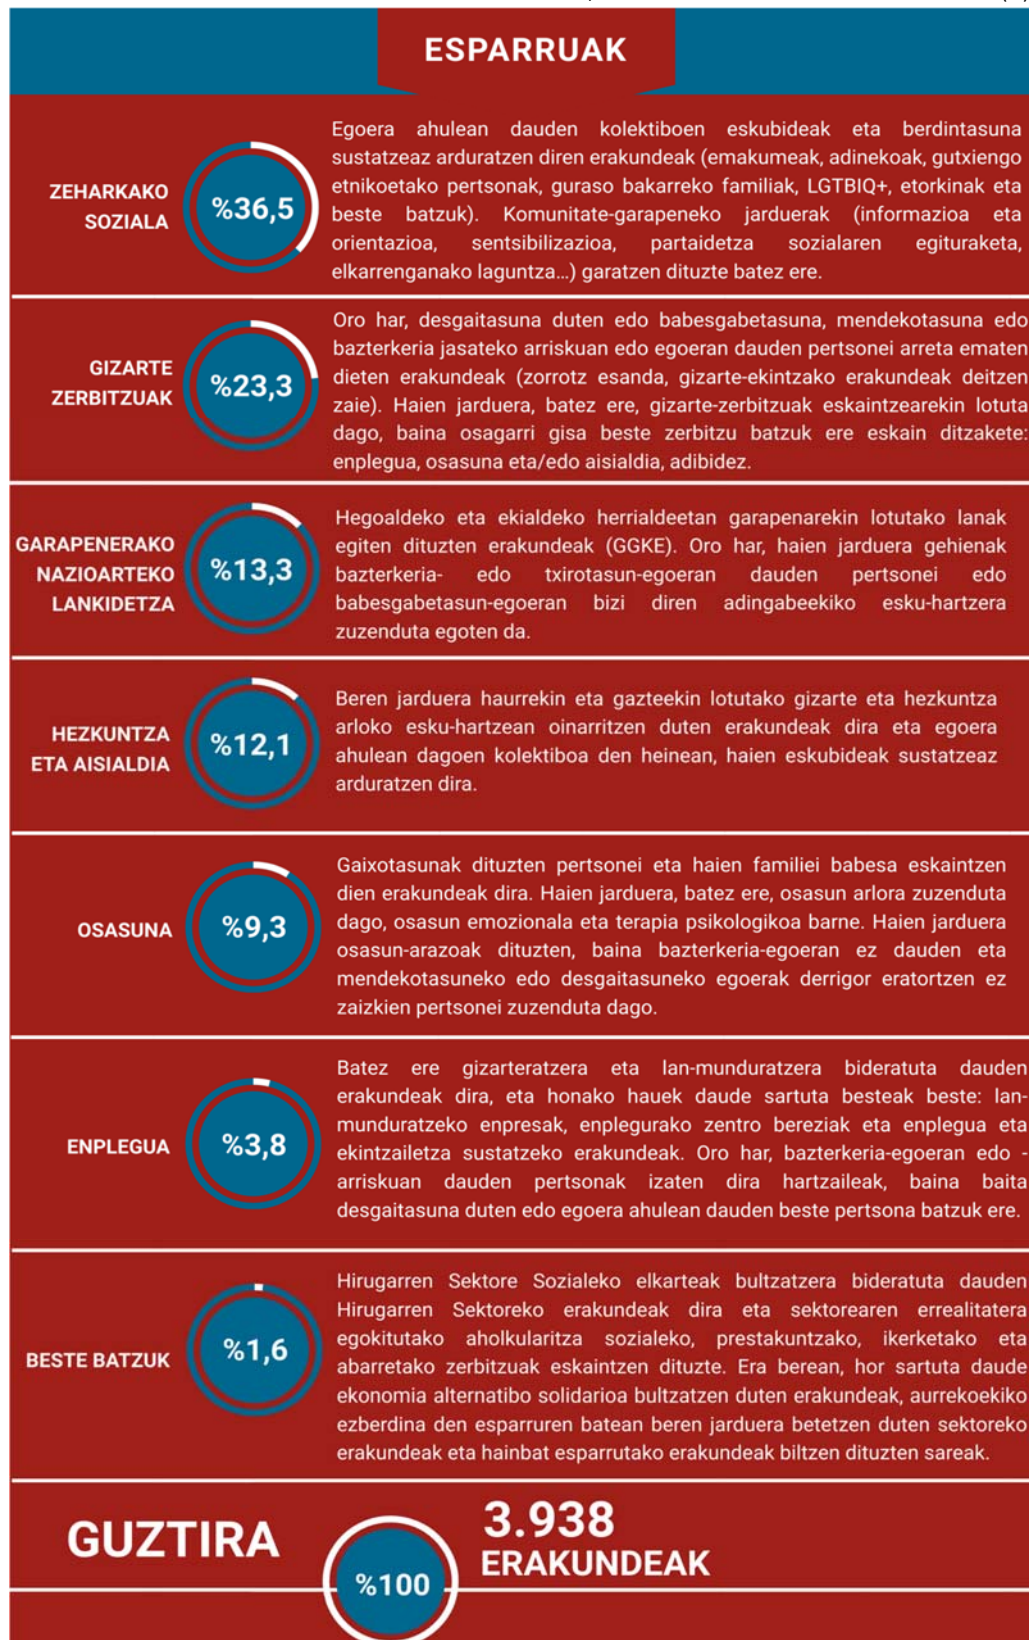 ESPARRUAK
ZEHARKAKO
SOZIALA
%36,5
Egoera ahulean dauden kolektiboen eskubideak eta berdintasuna
sustatzeaz arduratzen diren erakundeak (emakumeak, adinekoak, gutxiengo
etnikoetako pertsonak, guraso bakarreko familiak, LGTBIQ+, etorkinak eta
beste batzuk). Komunitate-garapeneko jarduerak (informazioa eta
orientazioa, sentsibilizazioa, partaidetza sozialaren egituraketa,
elkarrenganako laguntza...) garatzen dituzte batez ere.
GIZARTE
ZERBITZUAK
%23,3
Oro har, desgaitasuna duten edo babesgabetasuna, mendekotasuna edo
bazterkeria jasateko arriskuan edo egoeran dauden pertsonei arreta ematen
dieten erakundeak (zorrotz esanda, gizarte-ekintzako erakundeak deitzen
zaie). Haien jarduera, batez ere, gizarte-zerbitzuak eskaintzearekin lotuta
dago, baina osagarri gisa beste zerbitzu batzuk ere eskain ditzakete:
enplegua, osasuna eta/edo aisialdia, adibidez.
GARAPENERAKO
NAZIOARTEKO
LANKIDETZA
%13,3
Hegoaldeko eta ekialdeko herrialdeetan garapenarekin lotutako lanak
egiten dituzten erakundeak (GGKE). Oro har, haien jarduera gehienak
bazterkeria- edo txirotasun-egoeran dauden pertsonei edo
babesgabetasun-egoeran bizi diren adingabeekiko esku-hartzera
zuzenduta egoten da.
HEZKUNTZA
ETA AISIALDIA
%12,1
Beren jarduera haurrekin eta gazteekin lotutako gizarte eta hezkuntza
arloko esku-hartzean oinarritzen duten erakundeak dira eta egoera
ahulean dagoen kolektiboa den heinean, haien eskubideak sustatzeaz
arduratzen dira.
OSASUNA
%9,3
Gaixotasunak dituzten pertsonei eta haien familiei babesa eskaintzen
dien erakundeak dira. Haien jarduera, batez ere, osasun arlora zuzenduta
dago, osasun emozionala eta terapia psikologikoa barne. Haien jarduera
osasun-arazoak dituzten, baina bazterkeria-egoeran ez dauden eta
mendekotasuneko edo desgaitasuneko egoerak derrigor eratortzen ez
zaizkien pertsonei zuzenduta dago.
ENPLEGUA
%3,8
Batez ere gizarteratzera eta lan-munduratzera bideratuta dauden
erakundeak dira, eta honako hauek daude sartuta besteak beste: lan-
munduratzeko enpresak, enplegurako zentro bereziak eta enplegua eta
ekintzailetza sustatzeko erakundeak. Oro har, bazterkeria-egoeran edo -
arriskuan dauden pertsonak izaten dira hartzaileak, baina baita
desgaitasuna duten edo egoera ahulean dauden beste pertsona batzuk ere.
BESTE BATZUK
%1,6
Hirugarren Sektore Sozialeko elkarteak bultzatzera bideratuta dauden
Hirugarren Sektoreko erakundeak dira eta sektorearen errealitatera
egokitutako aholkularitza sozialeko, prestakuntzako, ikerketako eta
abarretako zerbitzuak eskaintzen dituzte. Era berean, hor sartuta daude
ekonomia alternatibo solidarioa bultzatzen duten erakundeak, aurrekoekiko
ezberdina den esparruren batean beren jarduera betetzen duten sektoreko
erakundeak eta hainbat esparrutako erakundeak biltzen dituzten sareak.
GUZTIRA
%100
3.938
ERAKUNDEAK